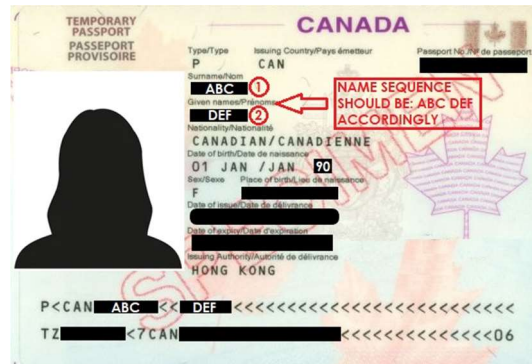 TEMPORARY
PASSPORT
PASSEPORT
PROVISOIRE
CANADA
Type/Type Issuing Country/Pays émetteur Passport No./Nº de passeport
P CAN
Surname/Nom
ABC 1
Given names/Prénoms
DEF 2
NAME SEQUENCE
SHOULD BE: ABC DEF
ACCORDINGLY
Nationality/Nationalité
CANADIAN/CANADIENNE
Date of birth/Date de naissance
01 JAN /JAN 90
Sex/Sexe Place of birth/Lieu de naissance
F
Date of issue/Date de délivrance
Date of expiry/Date d'expiration
Issuing Authority/Autorité de délivrance
HONG KONG
SPECIMEN
P<CAN ABC << DEF <<<<<<<<<<<<<<<<<<<<<<<<<<
TZ <7CAN <<<<<<<<<<<<<06